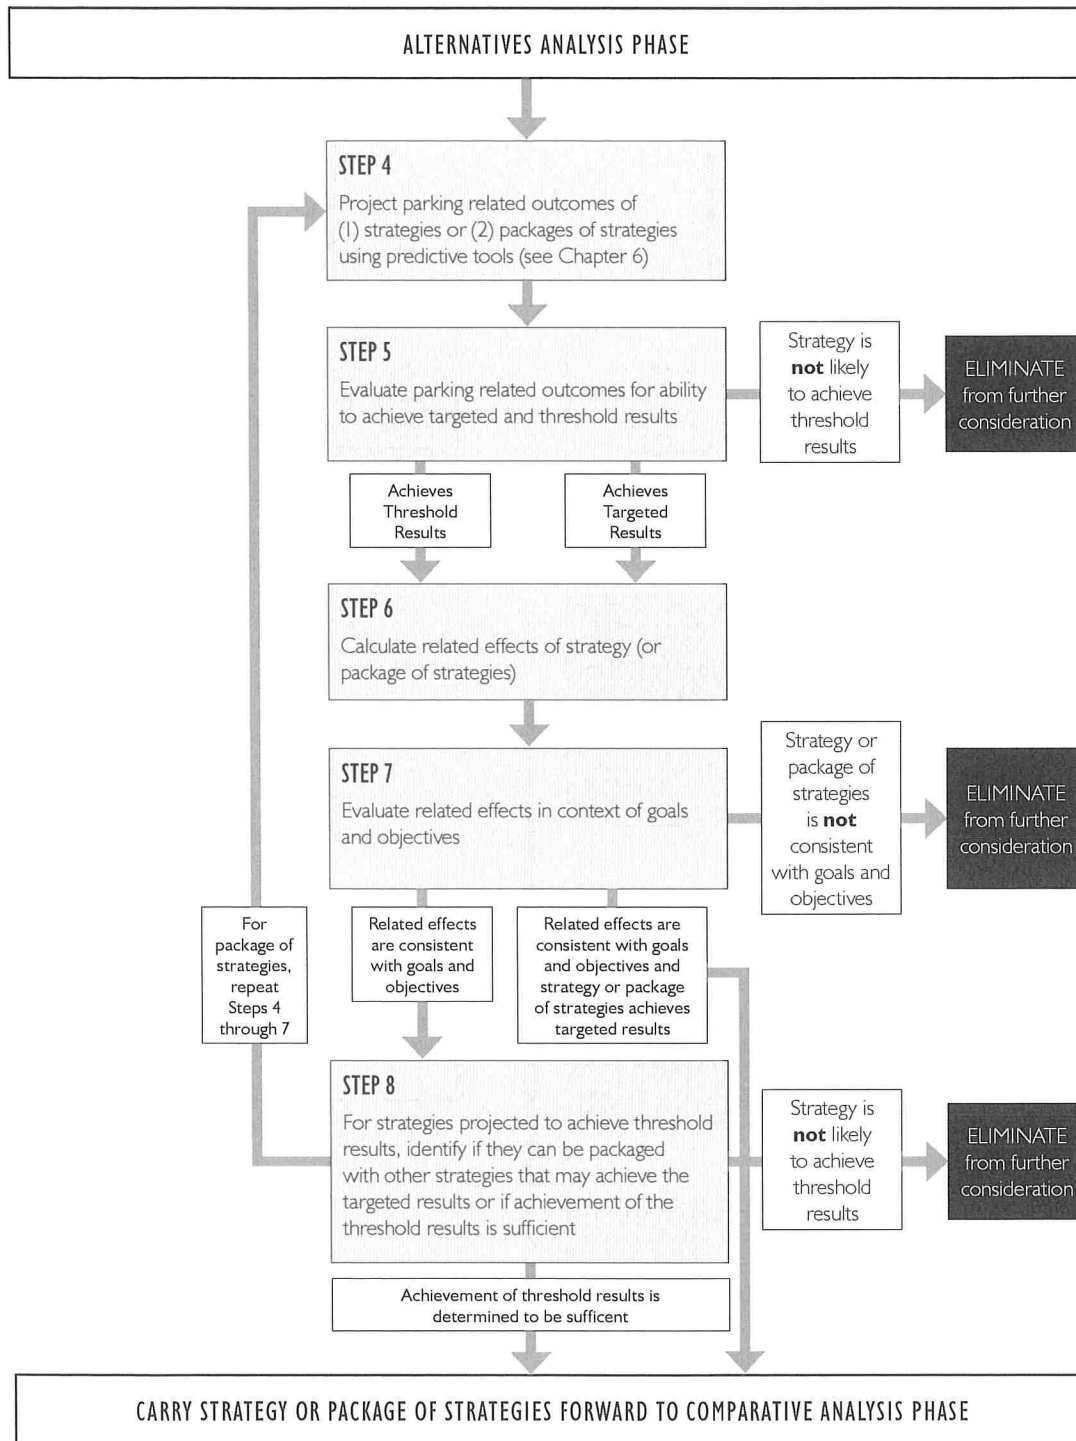 ALTERNATIVES ANALYSIS PHASE
STEP 4
Project parking related outcomes of
(1) strategies or (2) packages of strategies
using predictive tools (see Chapter 6)
STEP 5
Evaluate parking related outcomes for ability
to achieve targeted and threshold results
Strategy is
not likely
to achieve
threshold
results
ELIMINATE
from further
consideration
Achieves
Threshold
Results
Achieves
Targeted
Results
STEP 6
Calculate related effects of strategy (or
package of strategies)
STEP 7
Evaluate related effects in context of goals
and objectives
Strategy or
package of
strategies
is not
consistent
with goals and
objectives
ELIMINATE
from further
consideration
For
package of
strategies,
repeat
Steps 4
through 7
Related effects
are consistent
with goals and
objectives
Related effects are
consistent with goals
and objectives and
strategy or package
of strategies achieves
targeted results
STEP 8
For strategies projected to achieve threshold
results, identify if they can be packaged
with other strategies that may achieve the
targeted results or if achievement of the
threshold results is sufficient
Strategy is
not likely
to achieve
threshold
results
ELIMINATE
from further
consideration
Achievement of threshold results is
determined to be sufficent
CARRY STRATEGY OR PACKAGE OF STRATEGIES FORWARD TO COMPARATIVE ANALYSIS PHASE